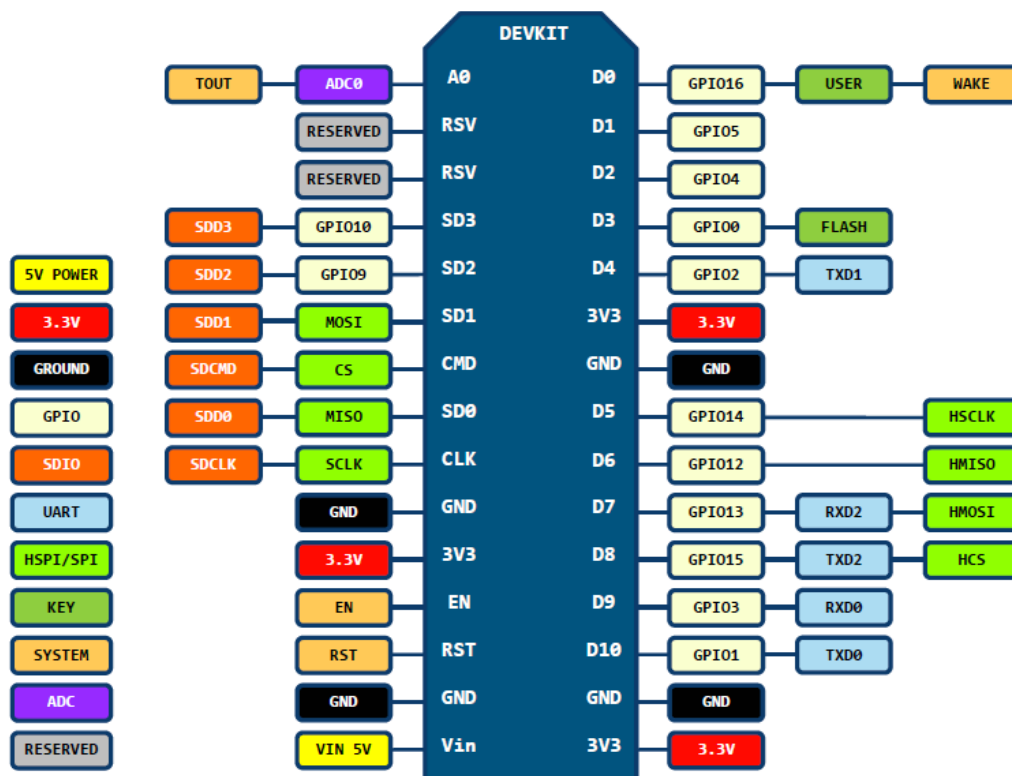 DEVKIT
TOUT ADC0 A0 D0 GPIO16 USER WAKE
RESERVED RSV D1 GPIO5
RESERVED RSV D2 GPIO4
SDD3 GPIO10 SD3 D3 GPIO0 FLASH
5V POWER SDD2 GPIO9 SD2 D4 GPIO2 TXD1
3.3V SDD1 MOSI SD1 3V3 3.3V
GROUND SDCMD CS CMD GND GND
GPIO SDD0 MISO SD0 D5 GPIO14 HSCLK
SDIO SDCLK SCLK CLK D6 GPIO12 HMISO
UART GND GND D7 GPIO13 RXD2 HMOSI
HSPI/SPI 3.3V 3V3 D8 GPIO15 TXD2 HCS
KEY EN EN D9 GPIO3 RXD0
SYSTEM RST RST D10 GPIO1 TXD0
ADC GND GND GND GND
RESERVED VIN 5V Vin 3V3 3.3V